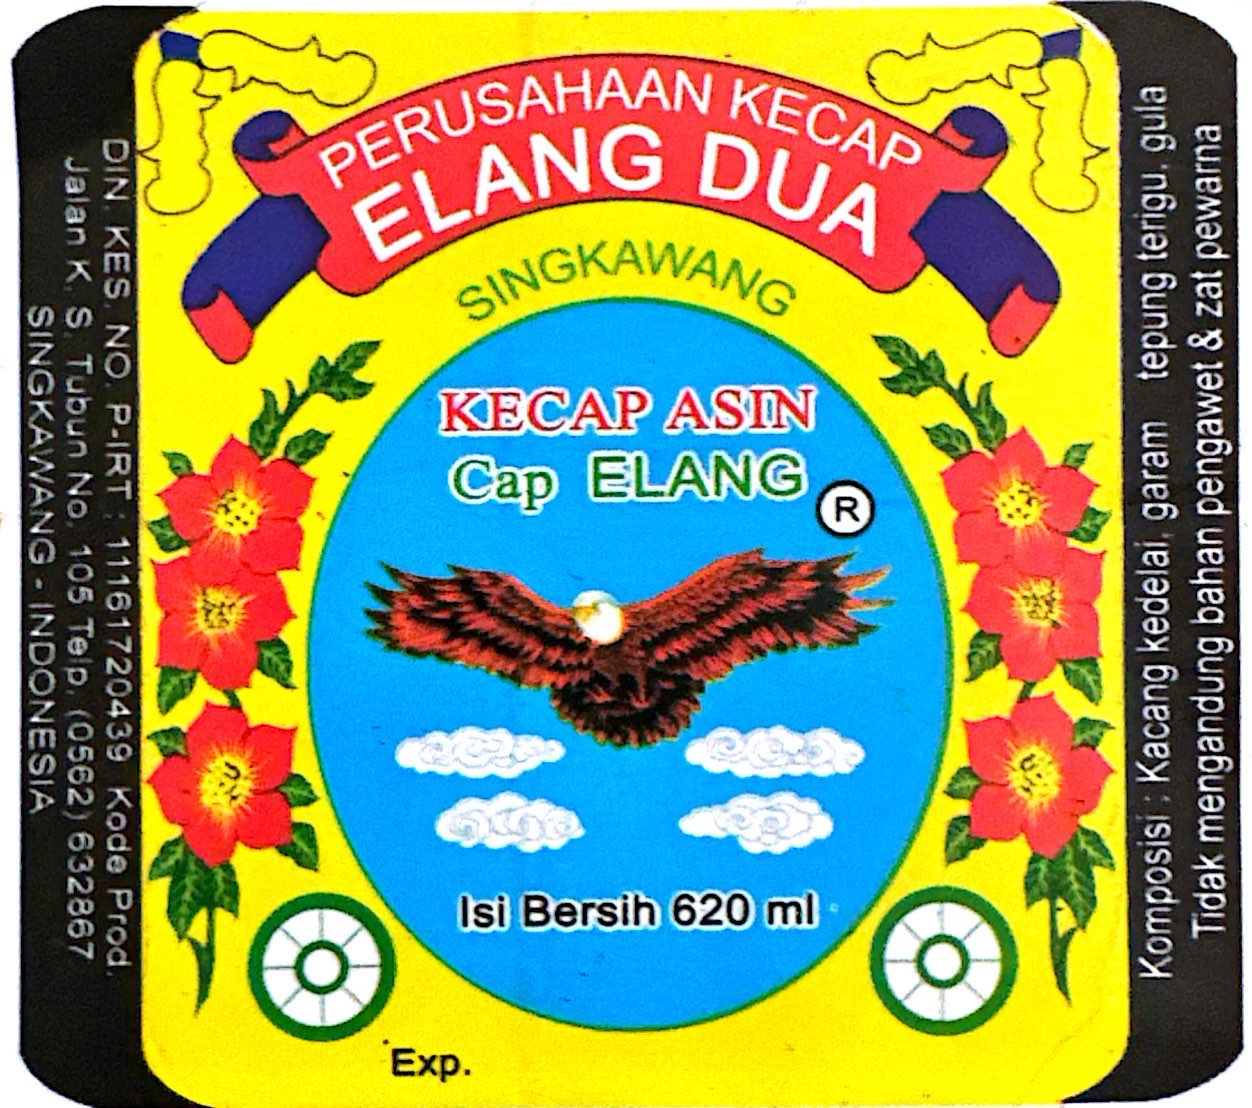 PERUSAHAAN KECAP
ELANG DUA
SINGKAWANG
KECAP ASIN
Cap ELANG
R
Isi Bersih 620 ml
Exp.
DIN. KES. NO. P-IRT : 1116172043​9 Kode Prod.
Jalan K. S. Tubun No. 105 Telp. (0562) 632867
SINGKAWANG - INDONESIA
Komposisi : Kacang kedelai, garam tepung terigu, gula
Tidak mengandung bahan pengawet & zat pewarna